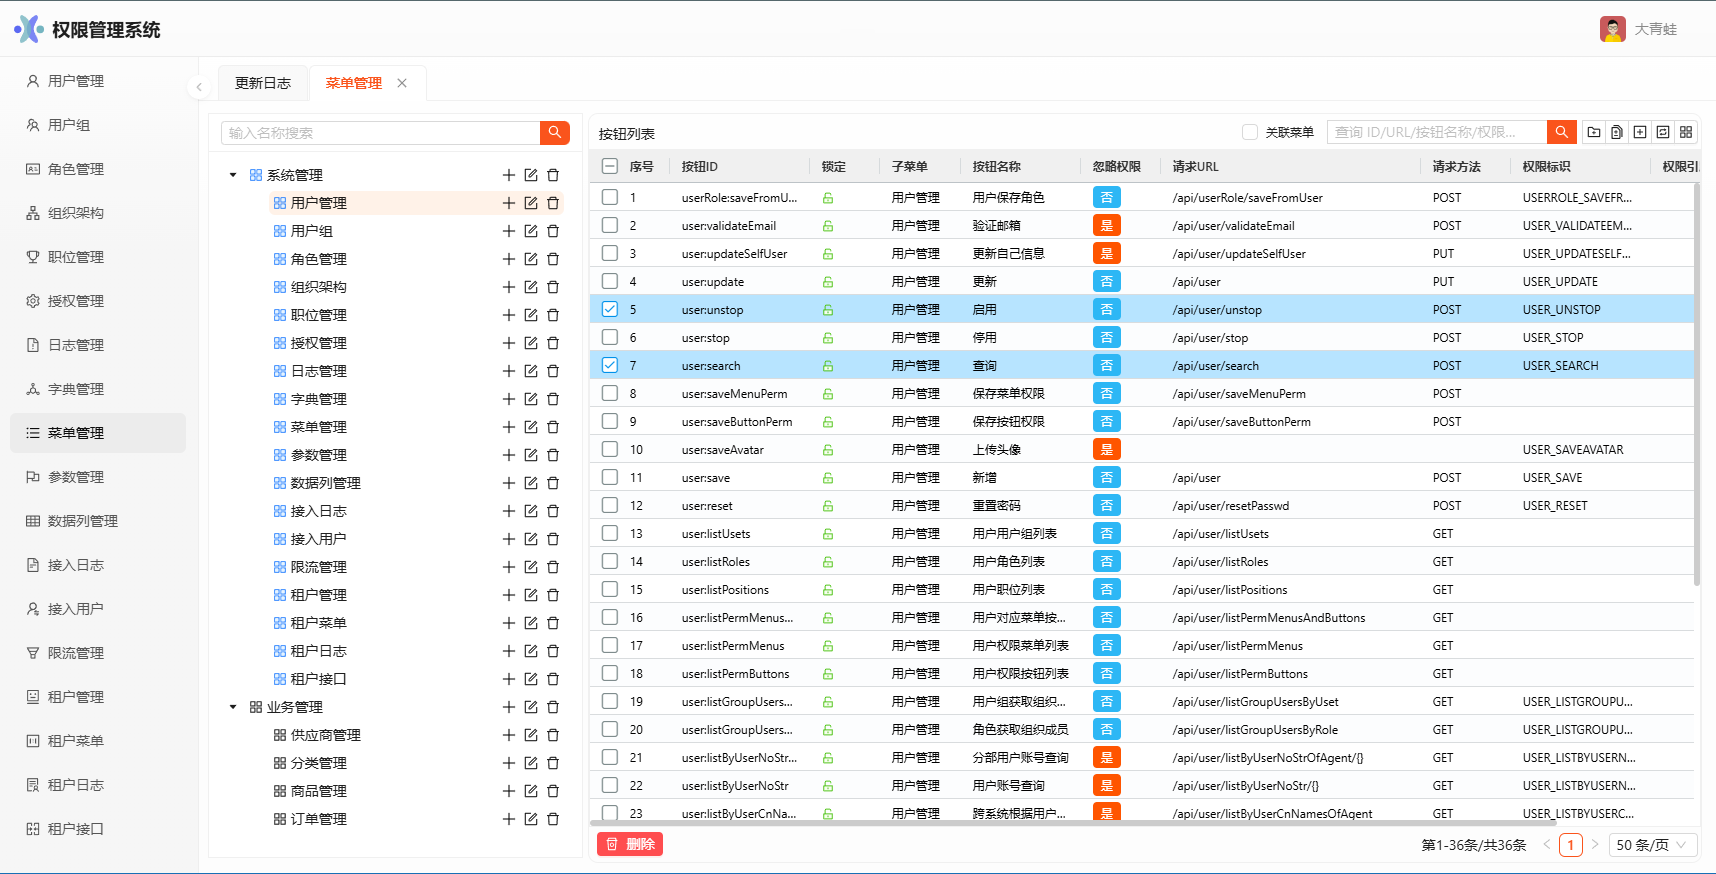 权限管理系统
大青蛙
用户管理
用户组
角色管理
组织架构
职位管理
授权管理
日志管理
字典管理
菜单管理
参数管理
数据列管理
接入日志
接入用户
限流管理
租户管理
租户菜单
租户日志
租户接口
更新日志
菜单管理
输入名称搜索
系统管理
用户管理
用户组
角色管理
组织架构
职位管理
授权管理
日志管理
字典管理
菜单管理
参数管理
数据列管理
接入日志
接入用户
限流管理
租户管理
租户菜单
租户日志
租户接口
业务管理
供应商管理
分类管理
商品管理
订单管理
按钮列表 关联菜单 查询 ID/URL/按钮名称/权限...
序号 按钮ID 锁定 子菜单 按钮名称 忽略权限 请求URL 请求方法 权限标识 权限引
1 userRole:saveFromU... 用户管理 用户保存角色 否 /api/userRole/saveFromUser POST USERROLE_SAVEFR...
2 user:validateEmail 用户管理 验证邮箱 是 /api/user/validateEmail POST USER_VALIDATEEM...
3 user:updateSelfUser 用户管理 更新自己信息 是 /api/user/updateSelfUser PUT USER_UPDATESELF...
4 user:update 用户管理 更新 否 /api/user PUT USER_UPDATE
5 user:unstop 用户管理 启用 否 /api/user/unstop POST USER_UNSTOP
6 user:stop 用户管理 停用 否 /api/user/stop POST USER_STOP
7 user:search 用户管理 查询 否 /api/user/search POST USER_SEARCH
8 user:saveMenuPerm 用户管理 保存菜单权限 否 /api/user/saveMenuPerm POST
9 user:saveButtonPerm 用户管理 保存按钮权限 否 /api/user/saveButtonPerm POST
10 user:saveAvatar 用户管理 上传头像 是 USER_SAVEAVATAR
11 user:save 用户管理 新增 否 /api/user POST USER_SAVE
12 user:reset 用户管理 重置密码 否 /api/user/resetPasswd POST USER_RESET
13 user:listUsets 用户管理 用户用户组列表 否 /api/user/listUsets GET
14 user:listRoles 用户管理 用户角色列表 否 /api/user/listRoles GET
15 user:listPositions 用户管理 用户职位列表 否 /api/user/listPositions GET
16 user:listPermMenus... 用户管理 用户对应菜单按... 否 /api/user/listPermMenusAndButtons GET
17 user:listPermMenus 用户管理 用户权限菜单列表 否 /api/user/listPermMenus GET
18 user:listPermButtons 用户管理 用户权限按钮列表 否 /api/user/listPermButtons GET
19 user:listGroupUsers... 用户管理 用户组获取组织... 否 /api/user/listGroupUsersByUset GET USER_LISTGROUPU...
20 user:listGroupUsers... 用户管理 角色获取组织成员 否 /api/user/listGroupUsersByRole GET USER_LISTGROUPU...
21 user:listByUserNoStr... 用户管理 分部用户账号查询 是 /api/user/listByUserNoStrOfAgent/{} GET USER_LISTBYUSERN...
22 user:listByUserNoStr 用户管理 用户账号查询 是 /api/user/listByUserNoStr/{} GET USER_LISTBYUSERN...
23 user:listByUserCnNa... 用户管理 跨系统根据用户... 是 /api/user/listByUserCnNamesOfAgent GET USER_LISTBYUSERC...
删除 第1-36条/共36条 1 50 条/页